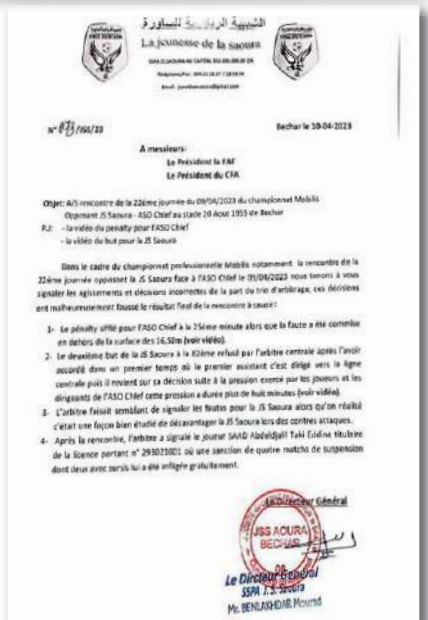 الشبيبة الرياضية للساورة
La jeunesse de la saoura
N° 073/JSS/23
Bechar le 10-04-2023
A messieurs:
Le Président la FAF
Le Président du CFA
Objet: A/S rencontre de la 22éme journée du 09/04/2023 du championnat Mobilis
Opposant JS Saoura - ASO Chlef au stade 20 Aout 1955 de Bechar
P.J: - la vidéo du penalty pour l'ASO Chlef
- la vidéo du but pour la JS Saoura
Dans le cadre du championnat professionnelle Mobilis notamment la rencontre de la
22éme journée opposant la JS Saoura face à l'ASO Chlef le 09/04/2023 nous tenons à vous
signaler les agissements et décisions incorrectes de la part du trio d'arbitrage, ces décisions
ont malheureusement faussé le résultat final de la rencontre à savoir:
1- Le pénalty sifflé pour l'ASO Chlef à la 25éme minute alors que la faute a été commise
en dehors de la surface des 16,50m (voir vidéo).
2- Le deuxième but de la JS Saoura à la 82éme refusé par l'arbitre centrale après l'avoir
accordé dans un premier temps où le premier assistant c'est dirigé vers la ligne
centrale puis il revient sur sa décision suite à la pression exercé par les joueurs et les
dirigeants de l'ASO Chlef cette pression a durée plus de huit minutes (voir vidéo).
3- L'arbitre faisait semblant de signaler les fautes pour la JS Saoura alors qu'on réalité
c'était une façon bien étudié de désavantager la JS Saoura lors des contres attaques.
4- Après la rencontre, l'arbitre a signalé le joueur SAAD Abdeldjalil Taki Eddine titulaire
de la licence portant n° 293021001 où une sanction de quatre matchs de suspension
dont deux avec sursis lui a été infligée gratuitement.
Le Directeur Général
JSSAOURA
BECHAR
08
Le Directeur Général
SSPA J.S. Saoura
Mr. BENLASHDAR Mourad